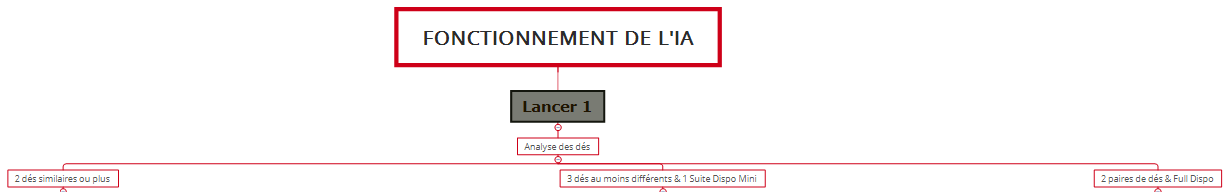 FONCTIONNEMENT DE L'IA
Lancer 1
Analyse des dés
2 dés similaires ou plus
3 dés au moins différents & 1 Suite Dispo Mini
2 paires de dés & Full Dispo